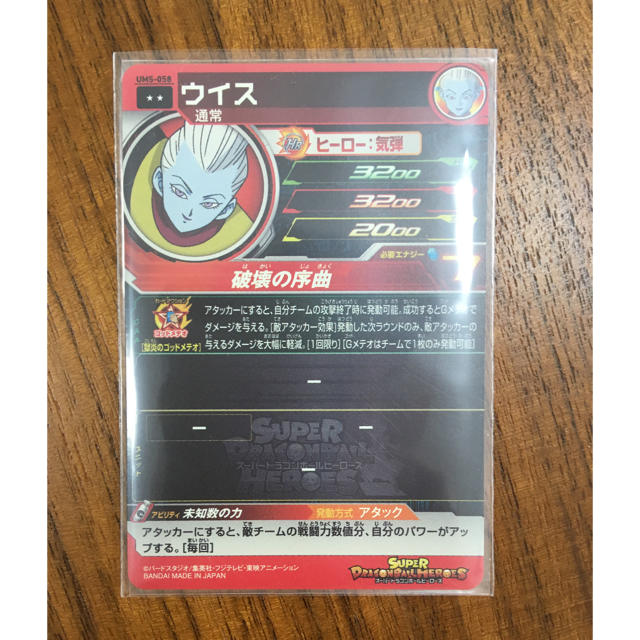 UM5-058
★★
ウイス
通常
HR
ヒーロー:気弾
3200
3200
2000
必要エナジー
は かい じょ きょく
破壊の序曲
アタッカーにすると、自分チームの攻撃終了時に発動可能。成功するとGメテオで
ダメージを与える。[敵アタッカー効果]発動した次ラウンドのみ、敵アタッカーの
与えるダメージを大幅に軽減。[1回限り][Gメテオはチームで1枚のみ発動可能]
ゴッドメテオ
[獄炎のゴッドメテオ]
SUPER
DRAGONBALL
スーパードラゴンボールヒーローズ
HEROES
アビリティ 未知数の力 発動方式 アタック
アタッカーにすると、敵チームの戦闘力数値分、自分のパワーがアッ
プする。[毎回]
©バードスタジオ/集英社・フジテレビ・東映アニメーション
BANDAI MADE IN JAPAN
SUPER
DRAGONBALL HEROES
スーパードラゴンボールヒーローズ